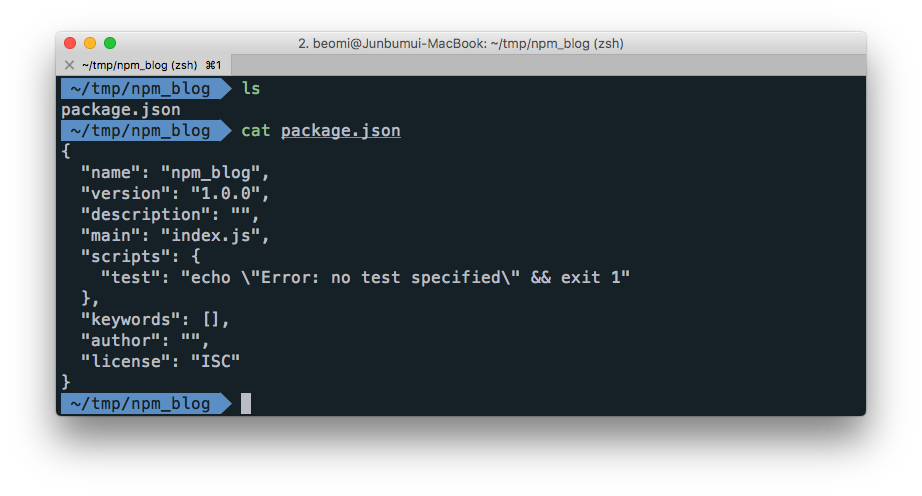 2. beomi@Junbumui-MacBook: ~/tmp/npm_blog (zsh)
~/tmp/npm_blog (zsh) ⌘1
~/tmp/npm_blog ls
package.json
~/tmp/npm_blog cat package.json
{
  "name": "npm_blog",
  "version": "1.0.0",
  "description": "",
  "main": "index.js",
  "scripts": {
    "test": "echo \"Error: no test specified\" && exit 1"
  },
  "keywords": [],
  "author": "",
  "license": "ISC"
}
~/tmp/npm_blog